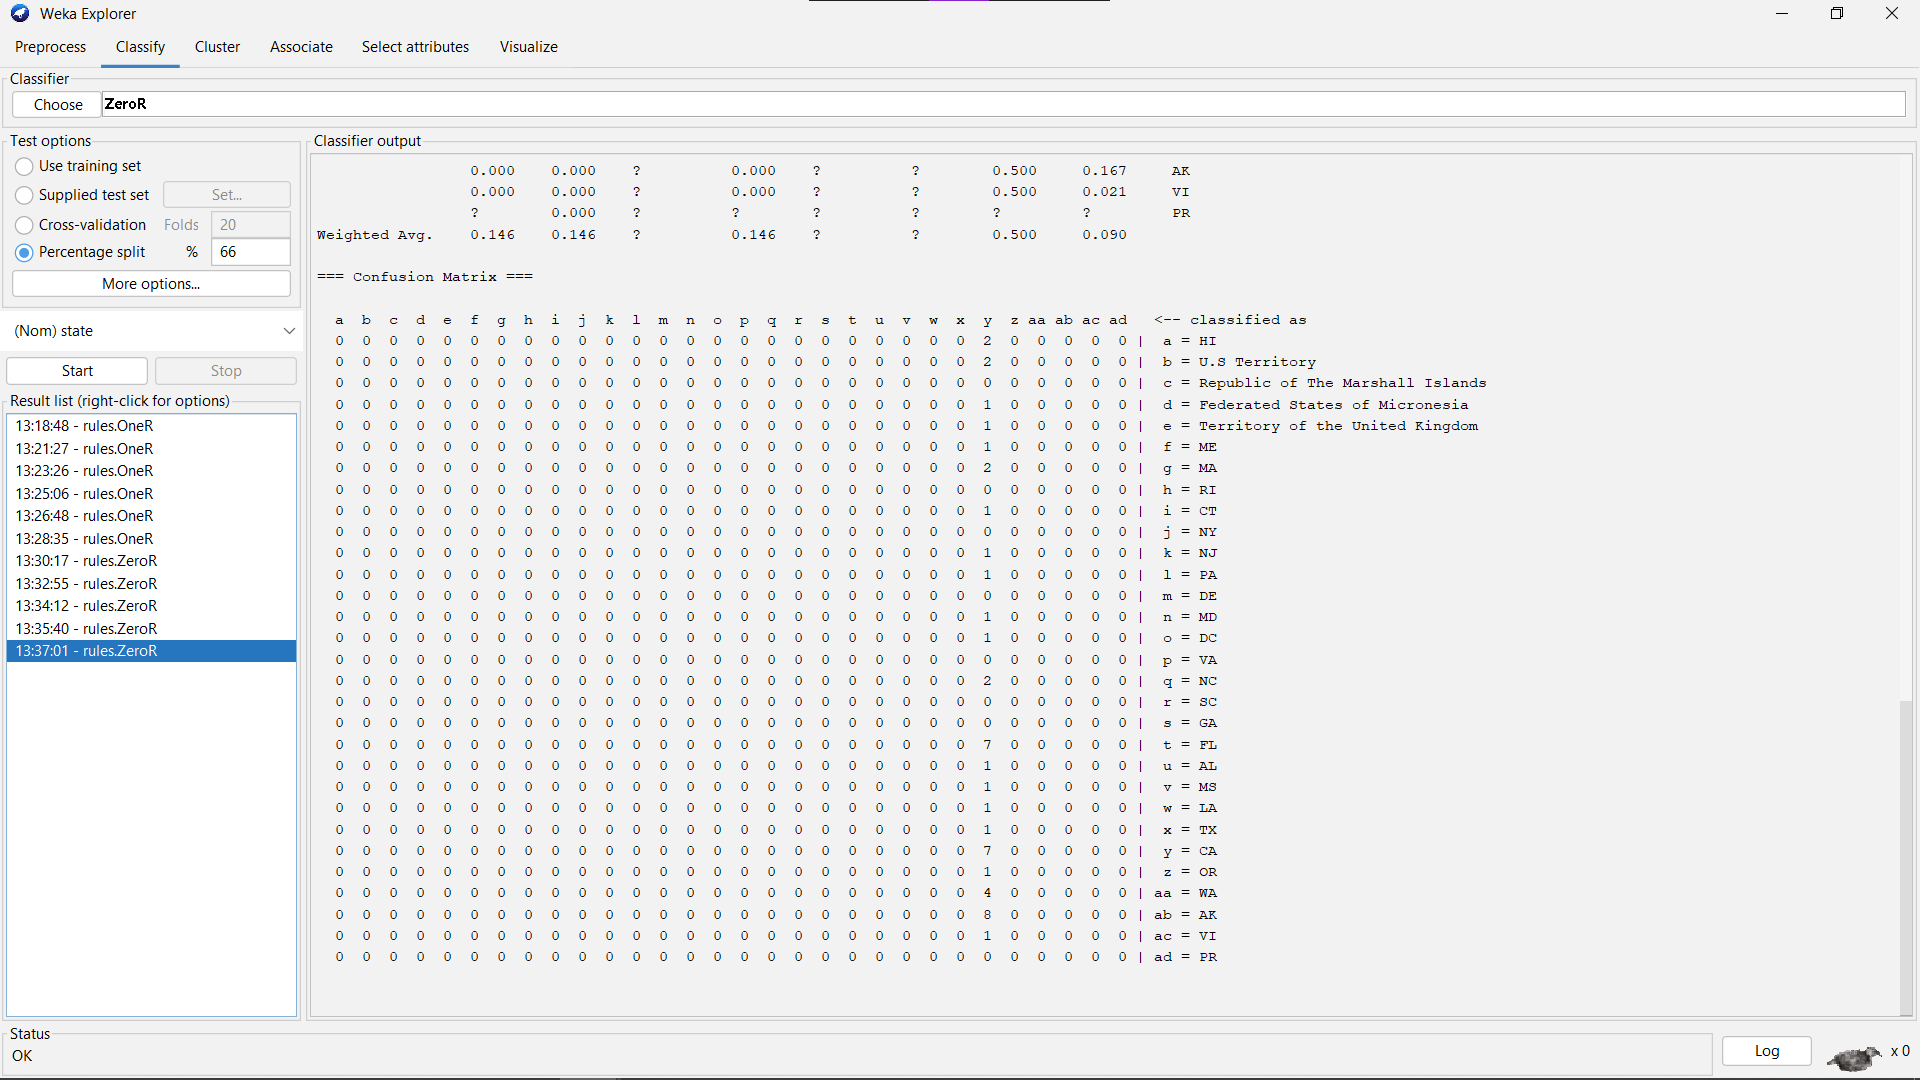 Weka Explorer
Preprocess Classify Cluster Associate Select attributes Visualize
Classifier
Choose ZeroR
Test options
Use training set
Supplied test set Set...
Cross-validation Folds 20
Percentage split % 66
More options...
(Nom) state
Start Stop
Result list (right-click for options)
13:18:48 - rules.OneR
13:21:27 - rules.OneR
13:23:26 - rules.OneR
13:25:06 - rules.OneR
13:26:48 - rules.OneR
13:28:35 - rules.OneR
13:30:17 - rules.ZeroR
13:32:55 - rules.ZeroR
13:34:12 - rules.ZeroR
13:35:40 - rules.ZeroR
13:37:01 - rules.ZeroR
Classifier output
0.000 0.000 ? 0.000 ? ? 0.500 0.167 AK
0.000 0.000 ? 0.000 ? ? 0.500 0.021 VI
? 0.000 ? ? ? ? ? ? PR
Weighted Avg. 0.146 0.146 ? 0.146 ? ? 0.500 0.090
=== Confusion Matrix ===
a b c d e f g h i j k l m n o p q r s t u v w x y z aa ab ac ad <-- classified as
0 0 0 0 0 0 0 0 0 0 0 0 0 0 0 0 0 0 0 0 0 0 0 0 2 0 0 0 0 0 | a = HI
0 0 0 0 0 0 0 0 0 0 0 0 0 0 0 0 0 0 0 0 0 0 0 0 2 0 0 0 0 0 | b = U.S Territory
0 0 0 0 0 0 0 0 0 0 0 0 0 0 0 0 0 0 0 0 0 0 0 0 0 0 0 0 0 0 | c = Republic of The Marshall Islands
0 0 0 0 0 0 0 0 0 0 0 0 0 0 0 0 0 0 0 0 0 0 0 0 1 0 0 0 0 0 | d = Federated States of Micronesia
0 0 0 0 0 0 0 0 0 0 0 0 0 0 0 0 0 0 0 0 0 0 0 0 1 0 0 0 0 0 | e = Territory of the United Kingdom
0 0 0 0 0 0 0 0 0 0 0 0 0 0 0 0 0 0 0 0 0 0 0 0 1 0 0 0 0 0 | f = ME
0 0 0 0 0 0 0 0 0 0 0 0 0 0 0 0 0 0 0 0 0 0 0 0 2 0 0 0 0 0 | g = MA
0 0 0 0 0 0 0 0 0 0 0 0 0 0 0 0 0 0 0 0 0 0 0 0 0 0 0 0 0 0 | h = RI
0 0 0 0 0 0 0 0 0 0 0 0 0 0 0 0 0 0 0 0 0 0 0 0 1 0 0 0 0 0 | i = CT
0 0 0 0 0 0 0 0 0 0 0 0 0 0 0 0 0 0 0 0 0 0 0 0 0 0 0 0 0 0 | j = NY
0 0 0 0 0 0 0 0 0 0 0 0 0 0 0 0 0 0 0 0 0 0 0 0 1 0 0 0 0 0 | k = NJ
0 0 0 0 0 0 0 0 0 0 0 0 0 0 0 0 0 0 0 0 0 0 0 0 1 0 0 0 0 0 | l = PA
0 0 0 0 0 0 0 0 0 0 0 0 0 0 0 0 0 0 0 0 0 0 0 0 0 0 0 0 0 0 | m = DE
0 0 0 0 0 0 0 0 0 0 0 0 0 0 0 0 0 0 0 0 0 0 0 0 1 0 0 0 0 0 | n = MD
0 0 0 0 0 0 0 0 0 0 0 0 0 0 0 0 0 0 0 0 0 0 0 0 1 0 0 0 0 0 | o = DC
0 0 0 0 0 0 0 0 0 0 0 0 0 0 0 0 0 0 0 0 0 0 0 0 0 0 0 0 0 0 | p = VA
0 0 0 0 0 0 0 0 0 0 0 0 0 0 0 0 0 0 0 0 0 0 0 0 2 0 0 0 0 0 | q = NC
0 0 0 0 0 0 0 0 0 0 0 0 0 0 0 0 0 0 0 0 0 0 0 0 0 0 0 0 0 0 | r = SC
0 0 0 0 0 0 0 0 0 0 0 0 0 0 0 0 0 0 0 0 0 0 0 0 0 0 0 0 0 0 | s = GA
0 0 0 0 0 0 0 0 0 0 0 0 0 0 0 0 0 0 0 0 0 0 0 0 7 0 0 0 0 0 | t = FL
0 0 0 0 0 0 0 0 0 0 0 0 0 0 0 0 0 0 0 0 0 0 0 0 1 0 0 0 0 0 | u = AL
0 0 0 0 0 0 0 0 0 0 0 0 0 0 0 0 0 0 0 0 0 0 0 0 1 0 0 0 0 0 | v = MS
0 0 0 0 0 0 0 0 0 0 0 0 0 0 0 0 0 0 0 0 0 0 0 0 1 0 0 0 0 0 | w = LA
0 0 0 0 0 0 0 0 0 0 0 0 0 0 0 0 0 0 0 0 0 0 0 0 1 0 0 0 0 0 | x = TX
0 0 0 0 0 0 0 0 0 0 0 0 0 0 0 0 0 0 0 0 0 0 0 0 7 0 0 0 0 0 | y = CA
0 0 0 0 0 0 0 0 0 0 0 0 0 0 0 0 0 0 0 0 0 0 0 0 1 0 0 0 0 0 | z = OR
0 0 0 0 0 0 0 0 0 0 0 0 0 0 0 0 0 0 0 0 0 0 0 0 4 0 0 0 0 0 | aa = WA
0 0 0 0 0 0 0 0 0 0 0 0 0 0 0 0 0 0 0 0 0 0 0 0 8 0 0 0 0 0 | ab = AK
0 0 0 0 0 0 0 0 0 0 0 0 0 0 0 0 0 0 0 0 0 0 0 0 1 0 0 0 0 0 | ac = VI
0 0 0 0 0 0 0 0 0 0 0 0 0 0 0 0 0 0 0 0 0 0 0 0 0 0 0 0 0 0 | ad = PR
Status
OK
Log x 0